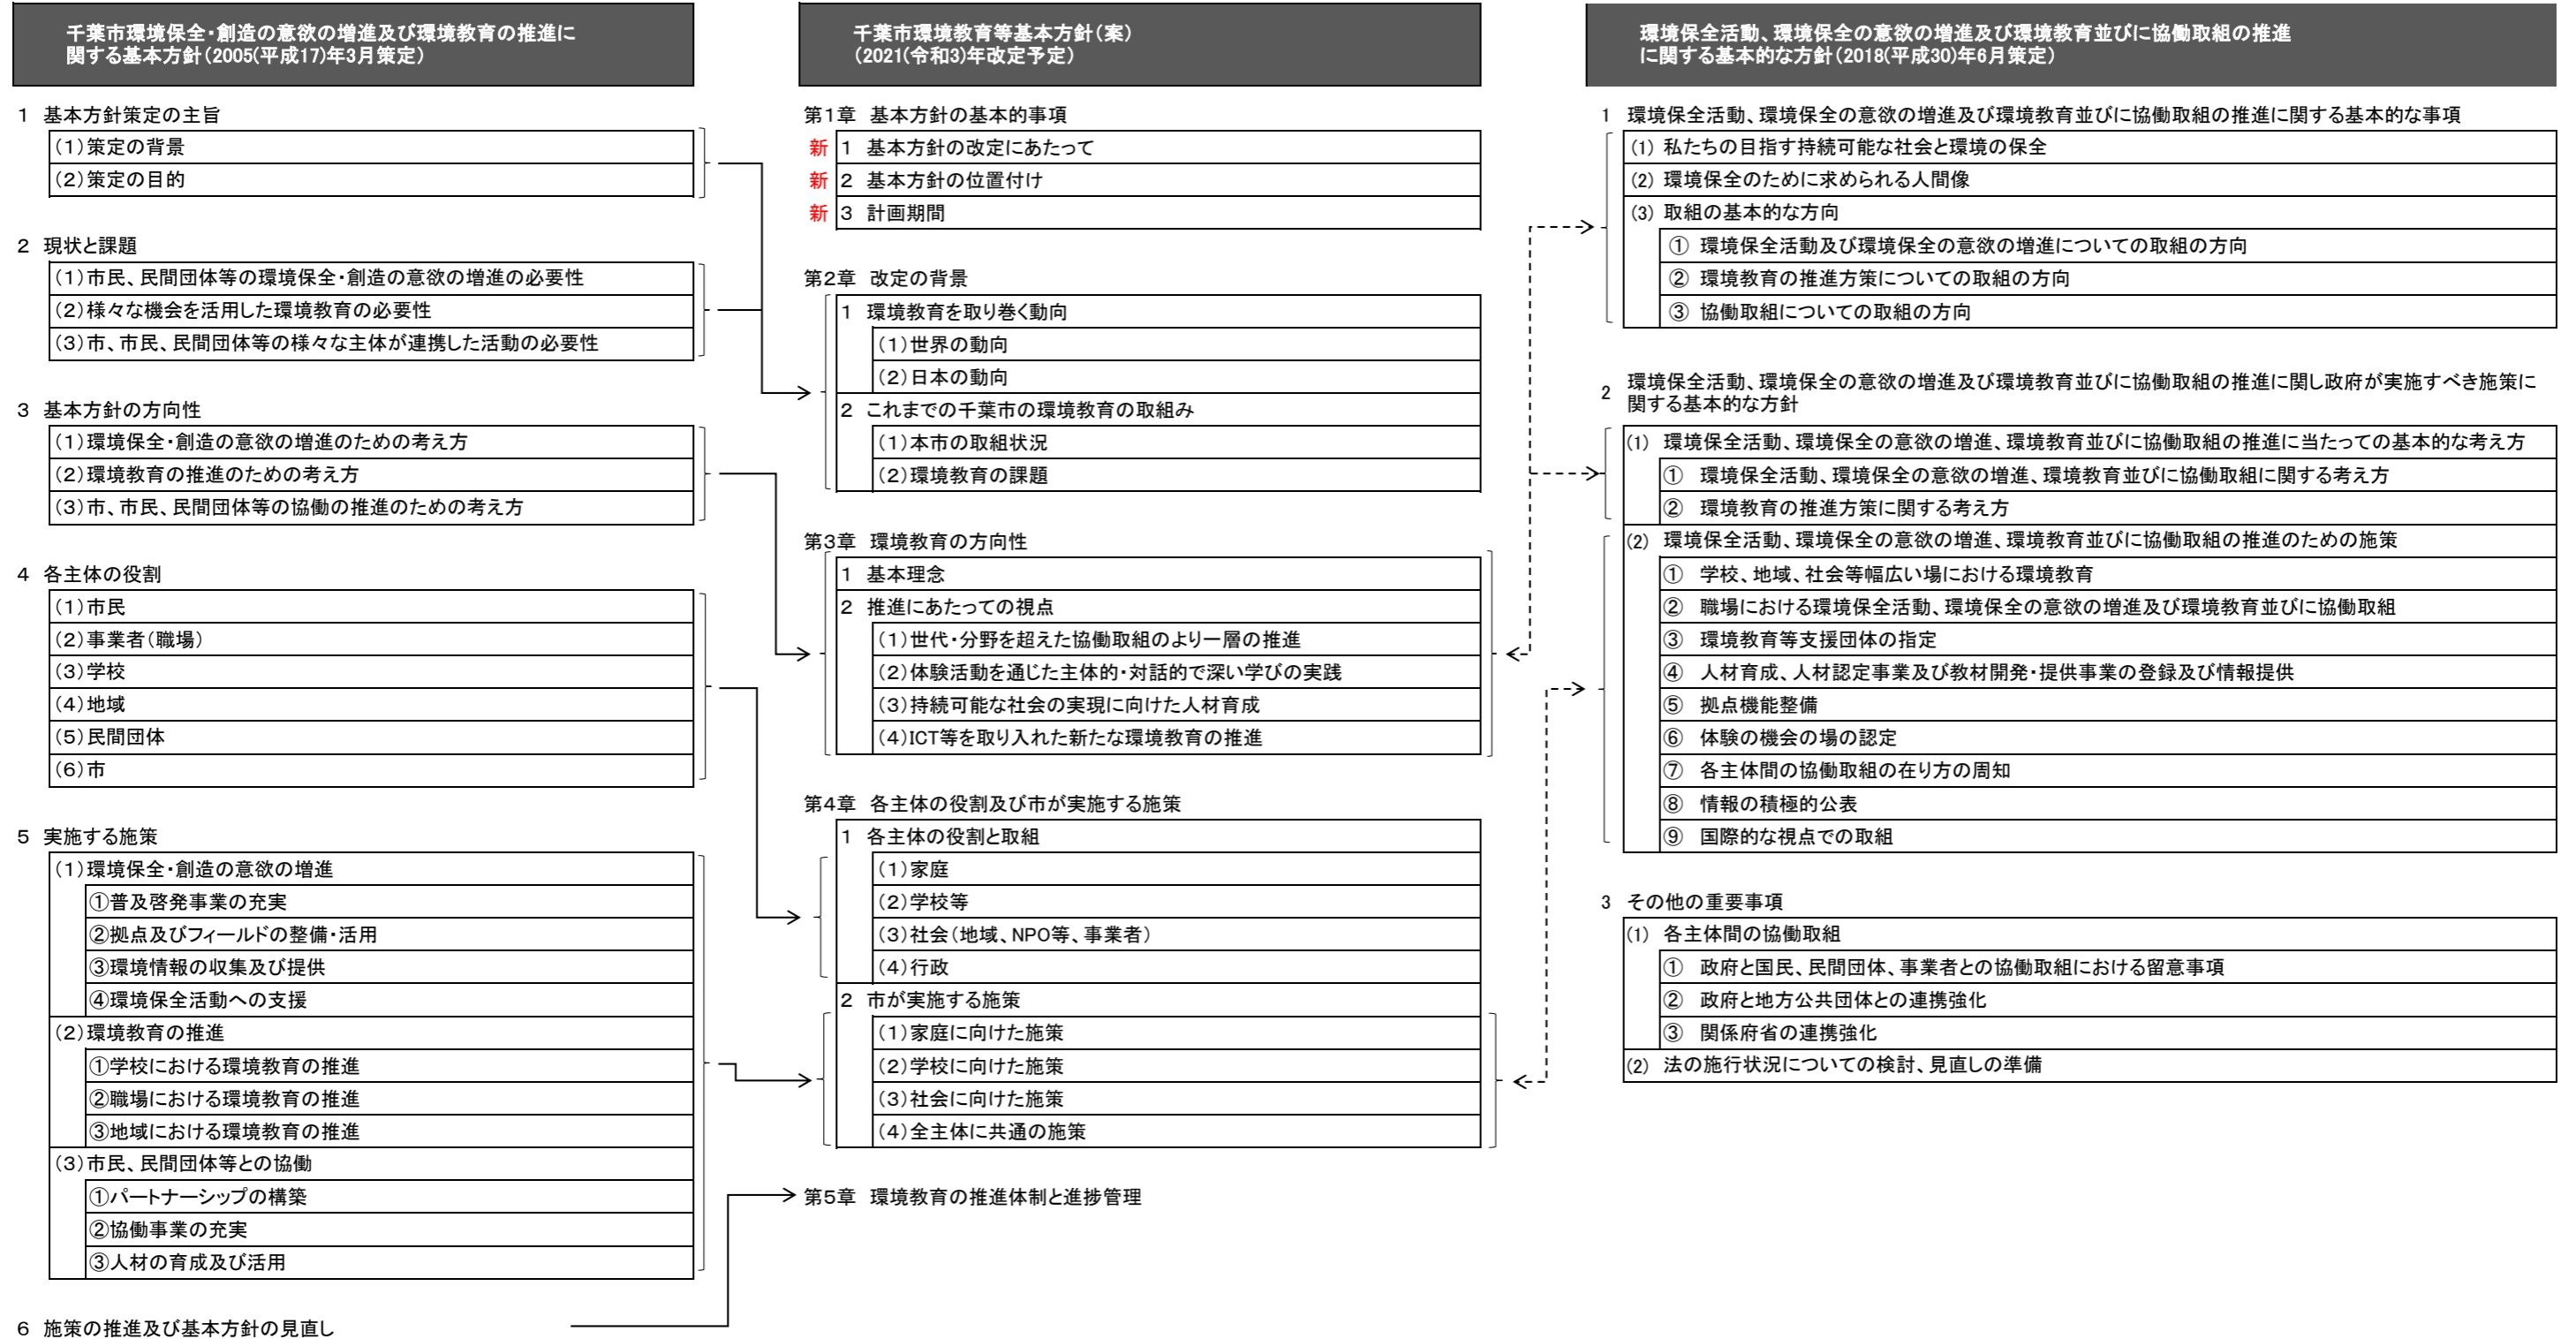 千葉市環境保全・創造の意欲の増進及び環境教育の推進に
関する基本方針(2005(平成17)年3月策定)
1 基本方針策定の主旨
(1)策定の背景
(2)策定の目的
2 現状と課題
(1)市民、民間団体等の環境保全・創造の意欲の増進の必要性
(2)様々な機会を活用した環境教育の必要性
(3)市、市民、民間団体等の様々な主体が連携した活動の必要性
3 基本方針の方向性
(1)環境保全・創造の意欲の増進のための考え方
(2)環境教育の推進のための考え方
(3)市、市民、民間団体等の協働の推進のための考え方
4 各主体の役割
(1)市民
(2)事業者(職場)
(3)学校
(4)地域
(5)民間団体
(6)市
5 実施する施策
(1)環境保全・創造の意欲の増進
①普及啓発事業の充実
②拠点及びフィールドの整備・活用
③環境情報の収集及び提供
④環境保全活動への支援
(2)環境教育の推進
①学校における環境教育の推進
②職場における環境教育の推進
③地域における環境教育の推進
(3)市民、民間団体等との協働
①パートナーシップの構築
②協働事業の充実
③人材の育成及び活用
6 施策の推進及び基本方針の見直し
千葉市環境教育等基本方針(案)
(2021(令和3)年改定予定)
第1章 基本方針の基本的事項
新 1 基本方針の改定にあたって
新 2 基本方針の位置付け
新 3 計画期間
第2章 改定の背景
1 環境教育を取り巻く動向
(1)世界の動向
(2)日本の動向
2 これまでの千葉市の環境教育の取組み
(1)本市の取組状況
(2)環境教育の課題
第3章 環境教育の方向性
1 基本理念
2 推進にあたっての視点
(1)世代・分野を超えた協働取組のより一層の推進
(2)体験活動を通じた主体的・対話的で深い学びの実践
(3)持続可能な社会の実現に向けた人材育成
(4)ICT等を取り入れた新たな環境教育の推進
第4章 各主体の役割及び市が実施する施策
1 各主体の役割と取組
(1)家庭
(2)学校等
(3)社会(地域、NPO等、事業者)
(4)行政
2 市が実施する施策
(1)家庭に向けた施策
(2)学校に向けた施策
(3)社会に向けた施策
(4)全主体に共通の施策
第5章 環境教育の推進体制と進捗管理
環境保全活動、環境保全の意欲の増進及び環境教育並びに協働取組の推進
に関する基本的な方針(2018(平成30)年6月策定)
1 環境保全活動、環境保全の意欲の増進及び環境教育並びに協働取組の推進に関する基本的な事項
(1) 私たちの目指す持続可能な社会と環境の保全
(2) 環境保全のために求められる人間像
(3) 取組の基本的な方向
① 環境保全活動及び環境保全の意欲の増進についての取組の方向
② 環境教育の推進方策についての取組の方向
③ 協働取組についての取組の方向
2 環境保全活動、環境保全の意欲の増進及び環境教育並びに協働取組の推進に関し政府が実施すべき施策に
関する基本的な方針
(1) 環境保全活動、環境保全の意欲の増進、環境教育並びに協働取組の推進に当たっての基本的な考え方
① 環境保全活動、環境保全の意欲の増進、環境教育並びに協働取組に関する考え方
② 環境教育の推進方策に関する考え方
(2) 環境保全活動、環境保全の意欲の増進、環境教育並びに協働取組の推進のための施策
① 学校、地域、社会等幅広い場における環境教育
② 職場における環境保全活動、環境保全の意欲の増進及び環境教育並びに協働取組
③ 環境教育等支援団体の指定
④ 人材育成、人材認定事業及び教材開発・提供事業の登録及び情報提供
⑤ 拠点機能整備
⑥ 体験の機会の場の認定
⑦ 各主体間の協働取組の在り方の周知
⑧ 情報の積極的公表
⑨ 国際的な視点での取組
3 その他の重要事項
(1) 各主体間の協働取組
① 政府と国民、民間団体、事業者との協働取組における留意事項
② 政府と地方公共団体との連携強化
③ 関係府省の連携強化
(2) 法の施行状況についての検討、見直しの準備